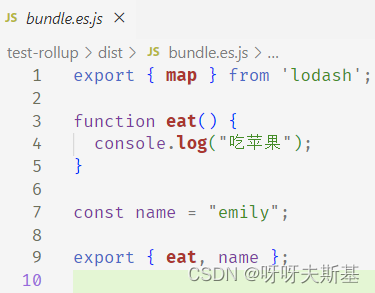 JS bundle.es.js ×
test-rollup > dist > JS bundle.es.js > ...
1 export { map } from 'lodash';
2
3 function eat() {
4 console.log("吃苹果");
5 }
6
7 const name = "emily";
8
9 export { eat, name };
10
CSDN @呀呀夫斯基